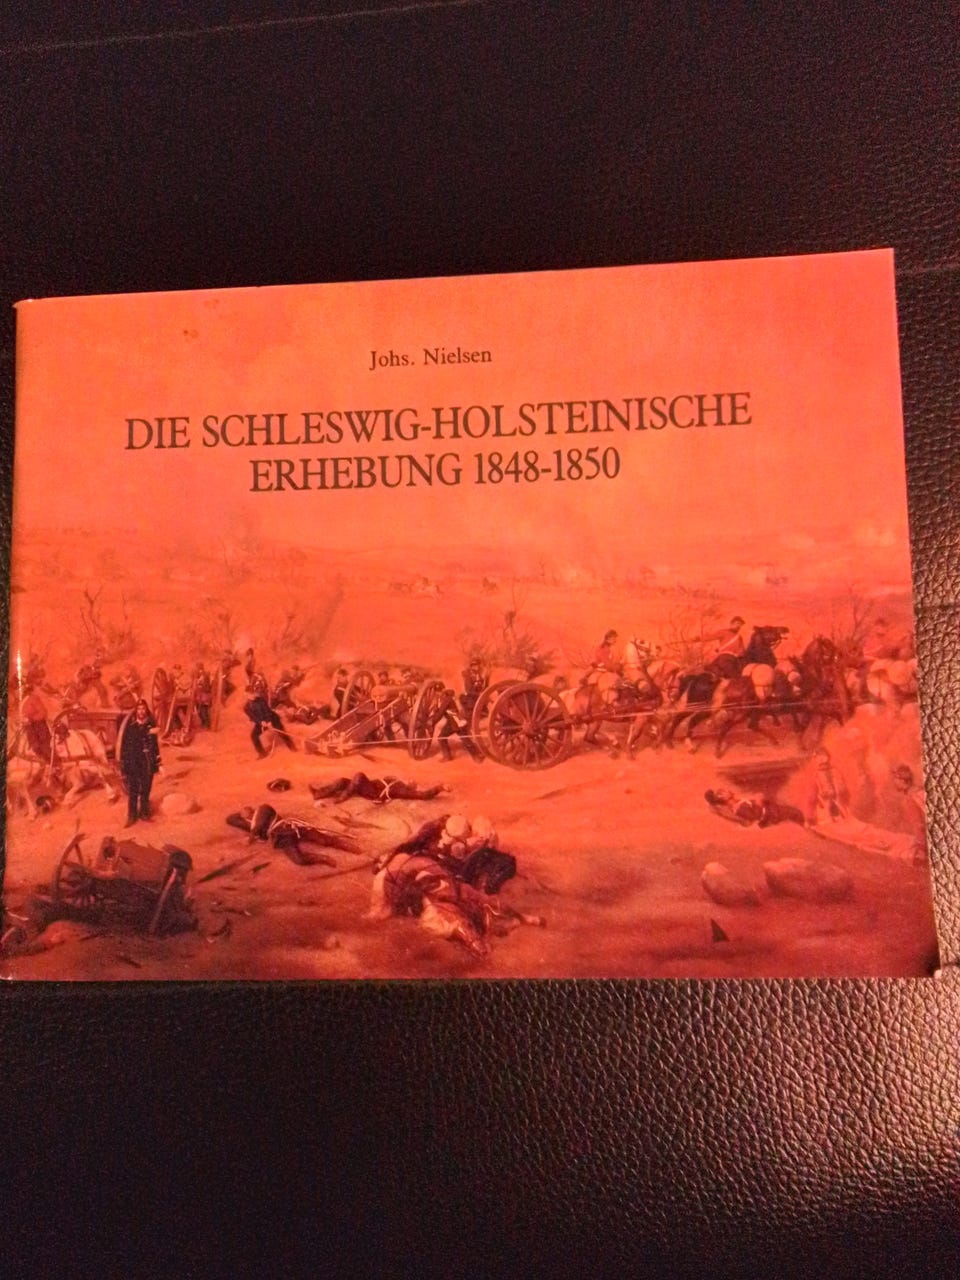 Johs. Nielsen
DIE SCHLESWIG-HOLSTEINISCHE
ERHEBUNG 1848-1850